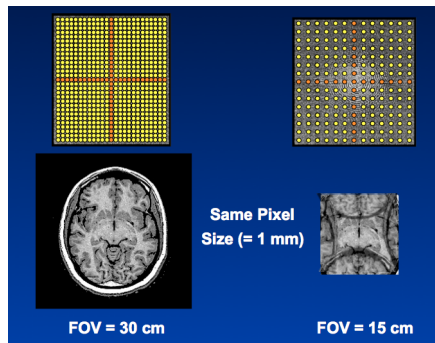 Same Pixel
Size (= 1 mm)
FOV = 30 cm
FOV = 15 cm